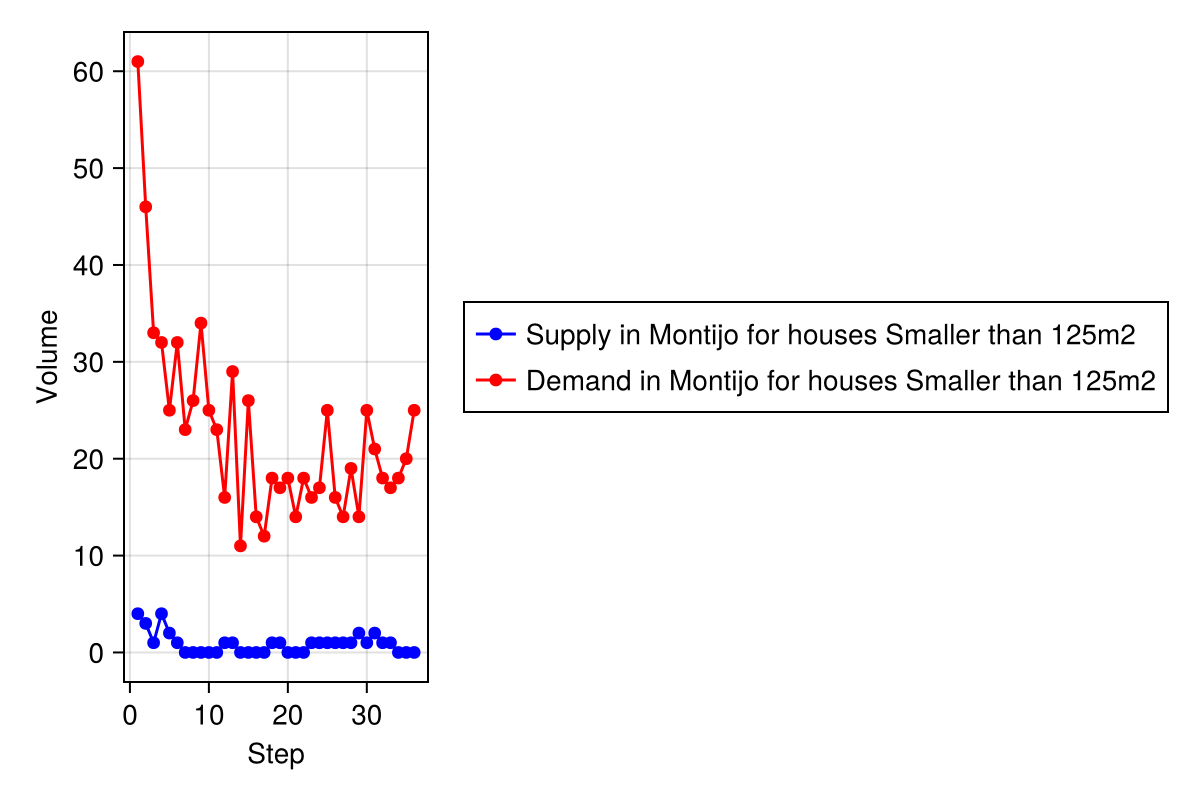 60
50
40
30
20
10
0
Volume
0 10 20 30
Step
Supply in Montijo for houses Smaller than 125m2
Demand in Montijo for houses Smaller than 125m2